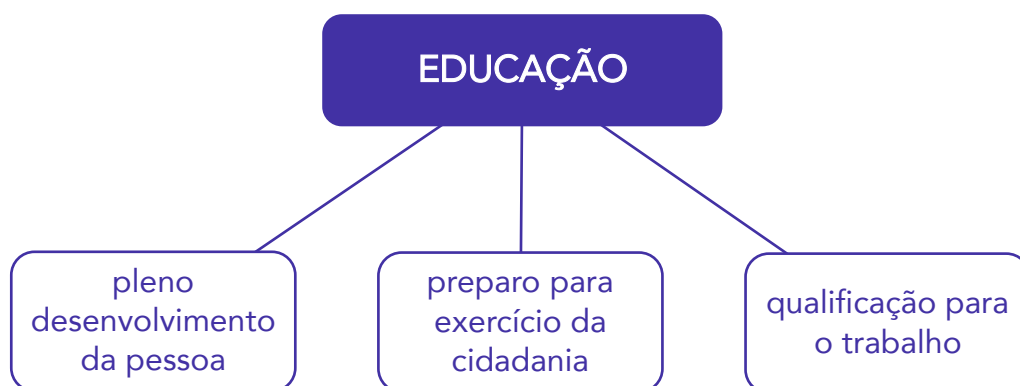 EDUCAÇÃO
pleno
desenvolvimento
da pessoa
preparo para
exercício da
cidadania
qualificação para
o trabalho